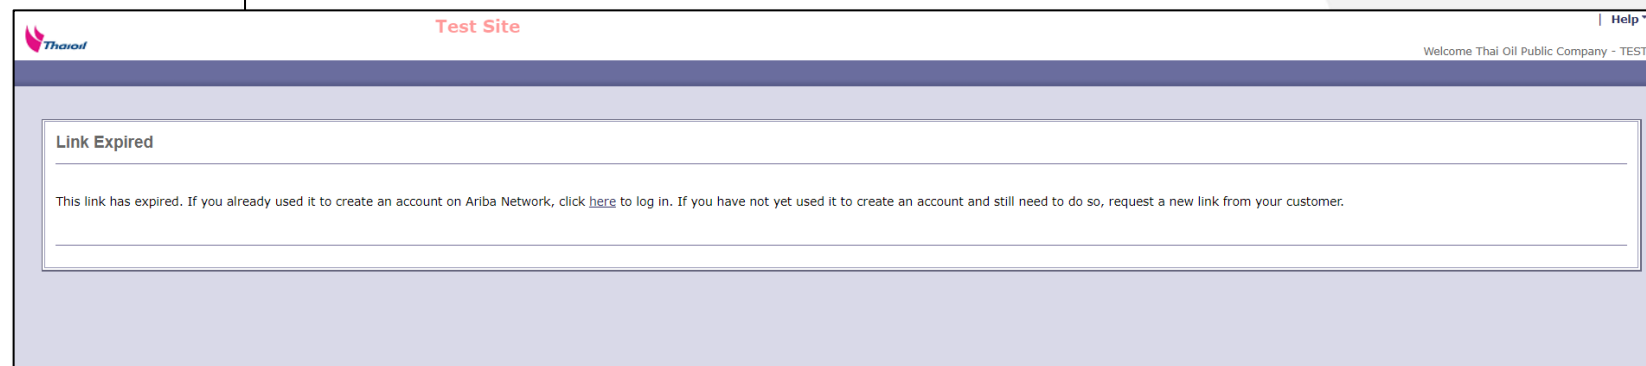 Test Site
| Help
Thaioil
Welcome Thai Oil Public Company - TEST
Link Expired
This link has expired. If you already used it to create an account on Ariba Network, click here to log in. If you have not yet used it to create an account and still need to do so, request a new link from your customer.